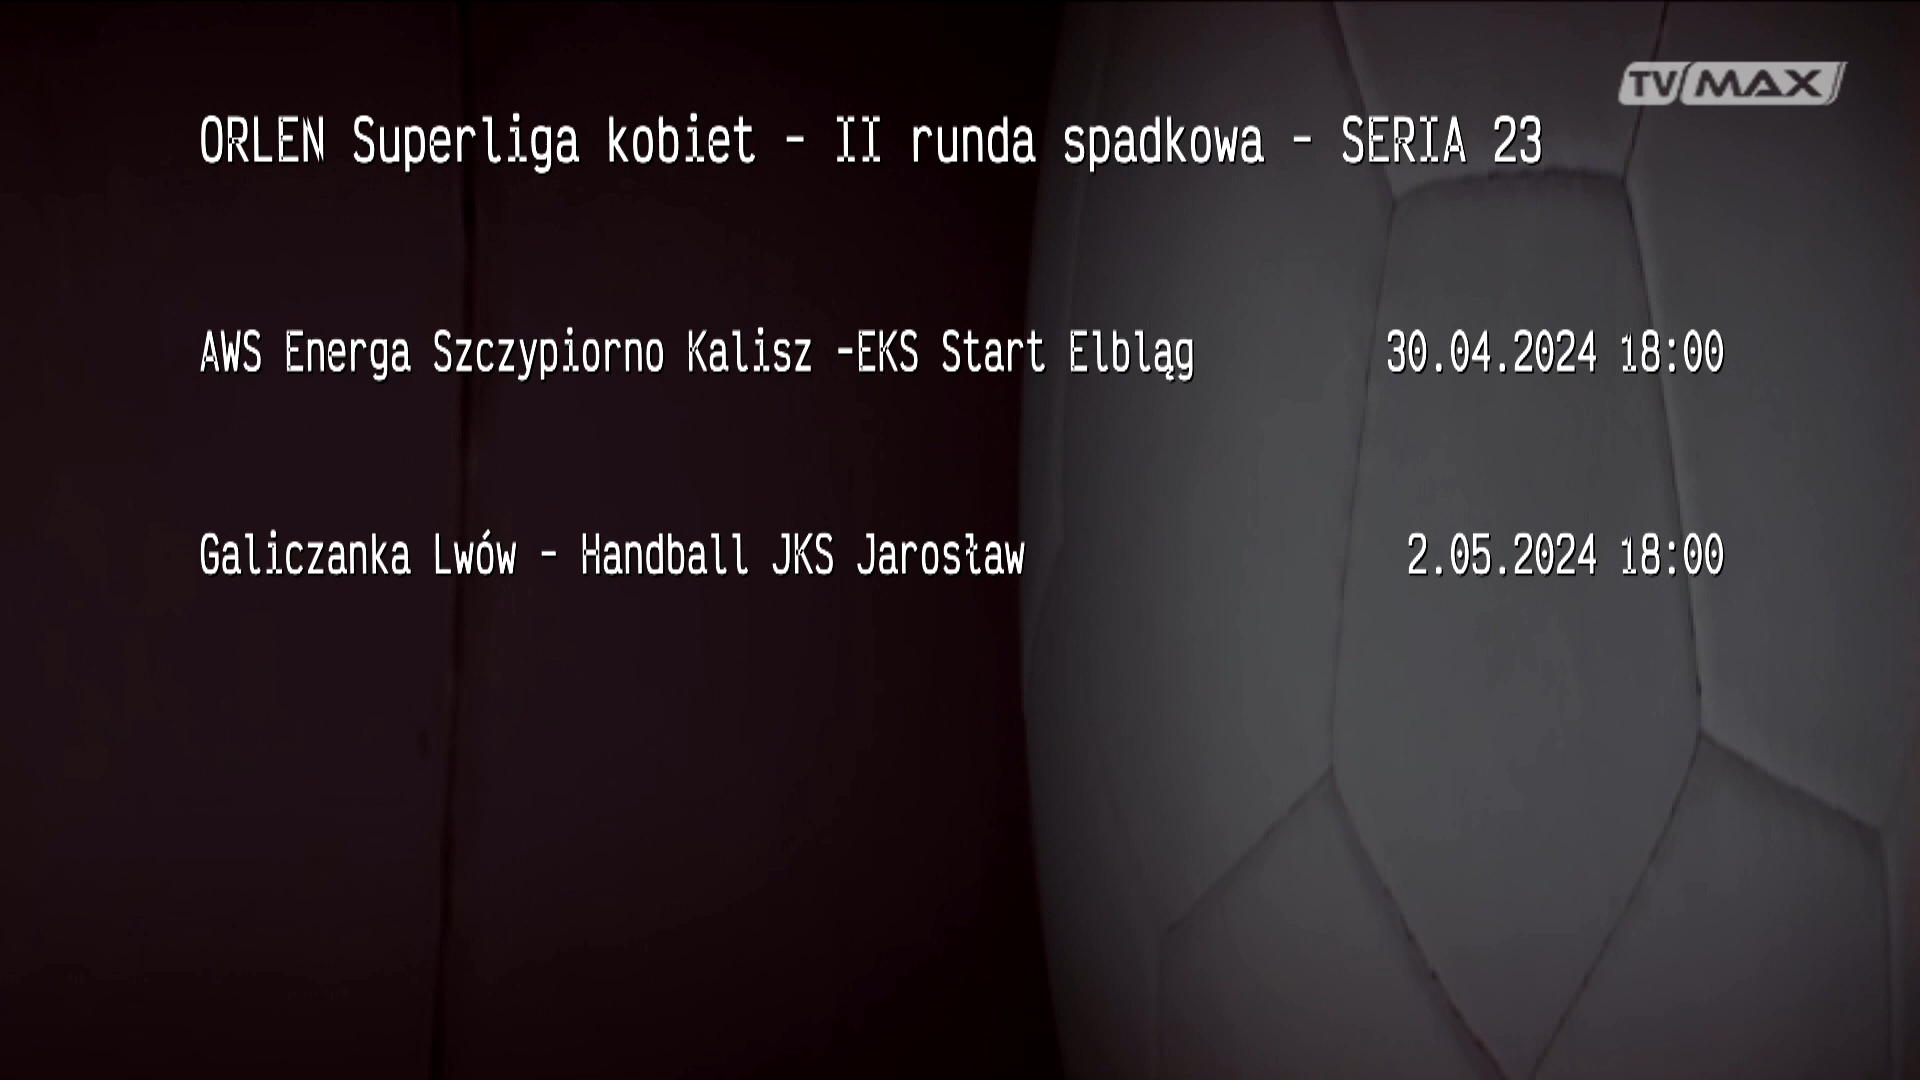 TV MAX
ORLEN Superliga kobiet - II runda spadkowa - SERIA 23
AWS Energa Szczypiorno Kalisz -EKS Start Elbląg 30.04.2024 18:00
Galiczanka Lwów - Handball JKS Jarosław 2.05.2024 18:00